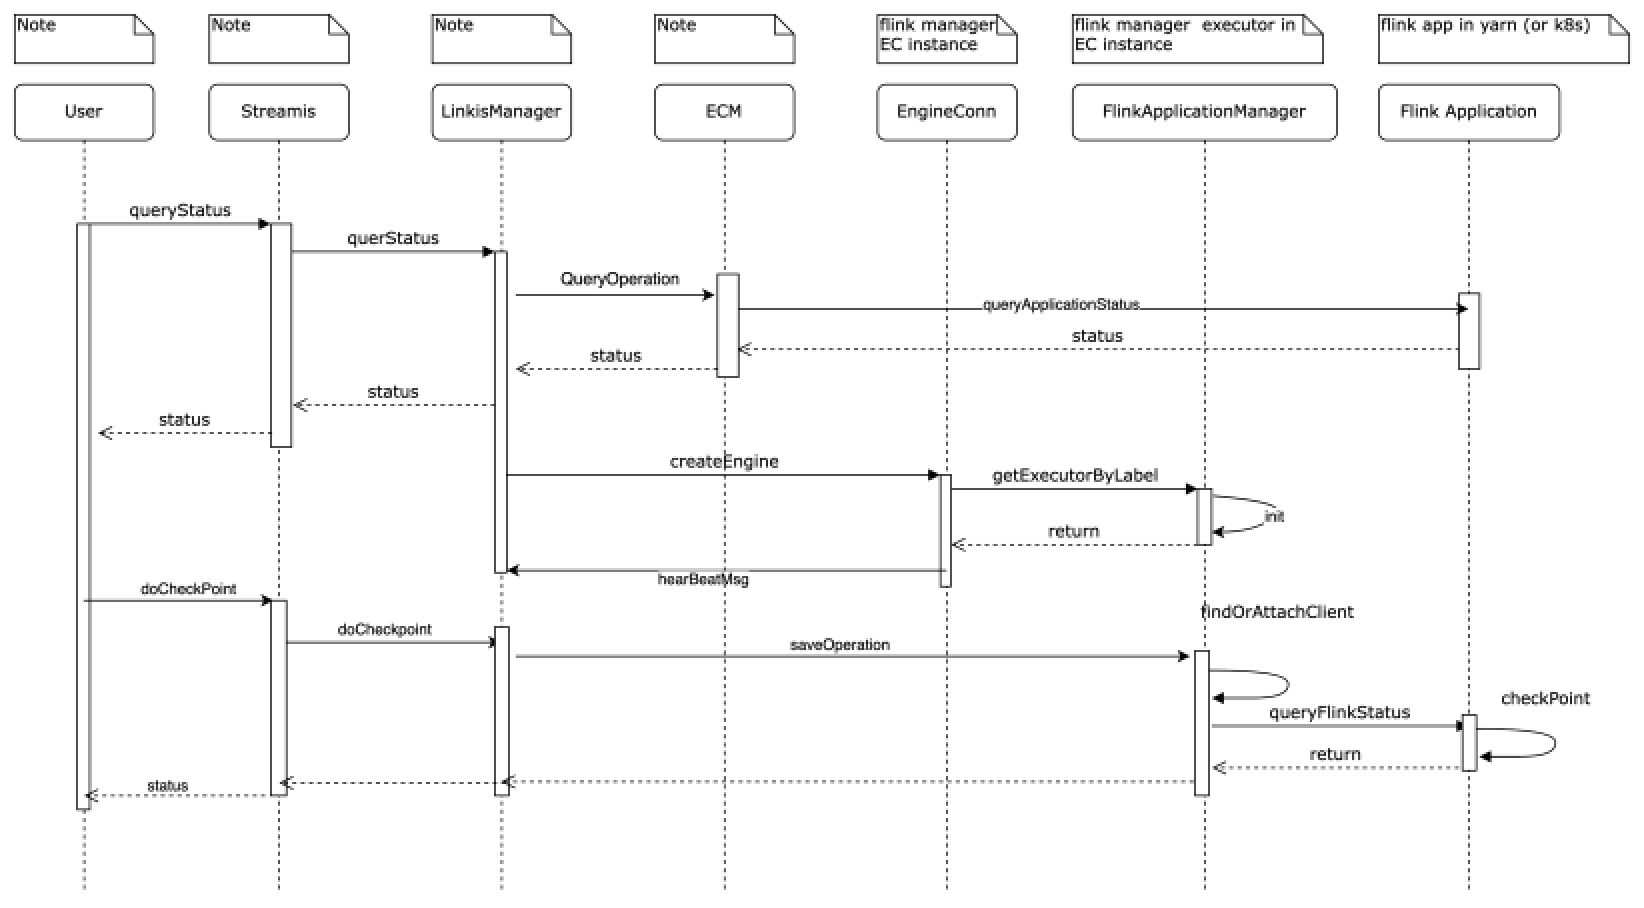 Note
Note
Note
Note
flink manager
EC instance
flink manager  executor in
EC instance
flink app in yarn (or k8s)
User
Streamis
LinkisManager
ECM
EngineConn
FlinkApplicationManager
Flink Application
queryStatus
querStatus
QueryOperation
queryApplicationStatus
status
status
status
status
createEngine
getExecutorByLabel
init
return
hearBeatMsg
doCheckPoint
findOrAttachClient
doCheckpoint
saveOperation
checkPoint
queryFlinkStatus
return
status